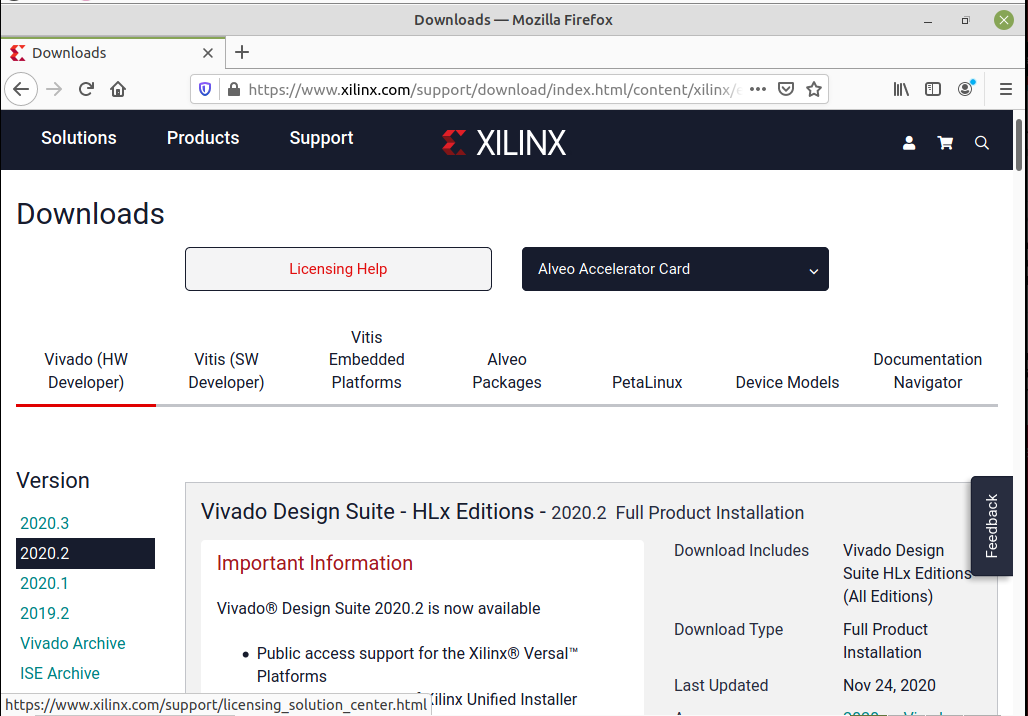 Downloads — Mozilla Firefox
Downloads
https://www.xilinx.com/support/download/index.html/content/xilinx/
Solutions Products Support XILINX
Downloads
Licensing Help Alveo Accelerator Card
Vivado (HW Developer)
Vitis (SW Developer)
Vitis Embedded Platforms
Alveo Packages
PetaLinux
Device Models
Documentation Navigator
Version
2020.3
2020.2
2020.1
2019.2
Vivado Archive
ISE Archive
Vivado Design Suite - HLx Editions - 2020.2 Full Product Installation
Important Information
Vivado® Design Suite 2020.2 is now available
• Public access support for the Xilinx® Versal™
Platforms
Xilinx Unified Installer
Download Includes Vivado Design
Suite HLx Editions
(All Editions)
Download Type Full Product
Installation
Last Updated Nov 24, 2020
Feedback
https://www.xilinx.com/support/licensing_solution_center.html